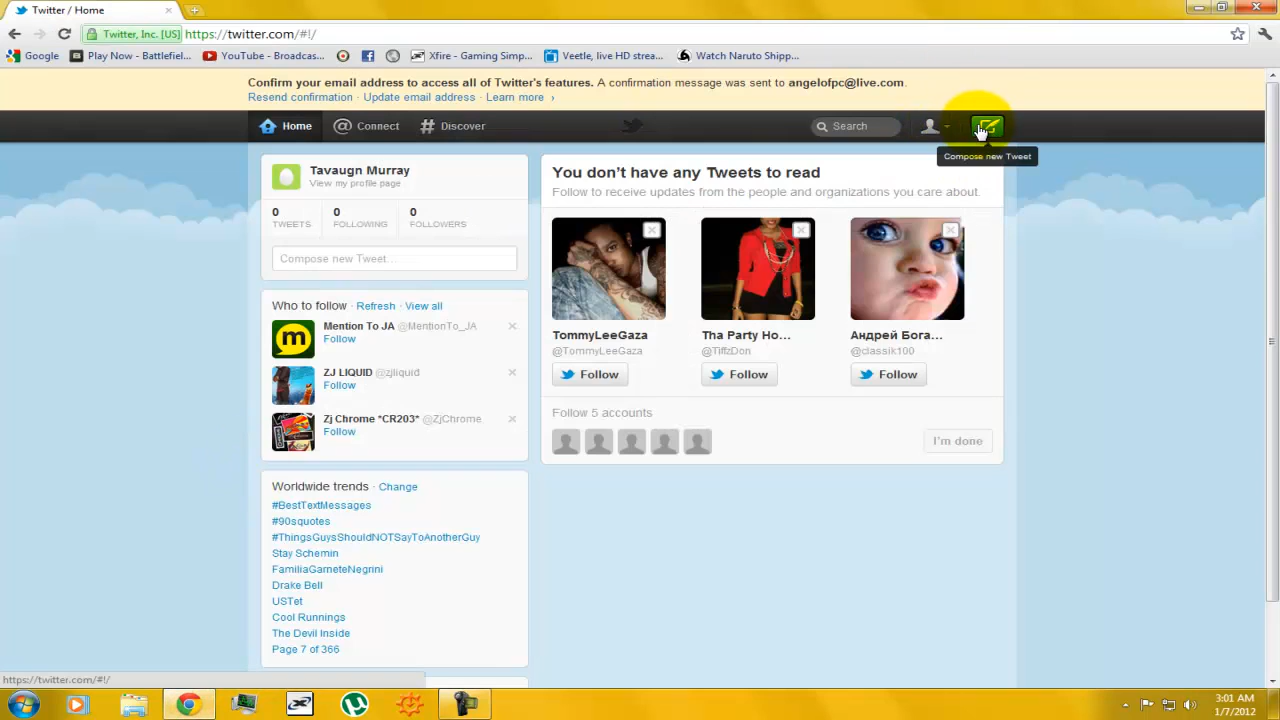 Twitter / Home
Twitter, Inc. [US] https://twitter.com/#!/
Google Play Now - Battlefiel... YouTube - Broadcas... Xfire - Gaming Simp... Veetle, live HD strea... Watch Naruto Shipp...
Confirm your email address to access all of Twitter's features. A confirmation message was sent to angelofpc@live.com.
Resend confirmation · Update email address · Learn more ›
Home Connect Discover Search
Compose new Tweet
Tavaugn Murray
View my profile page
0 0 0
TWEETS FOLLOWING FOLLOWERS
Compose new Tweet...
Who to follow · Refresh · View all
Mention To JA @MentionTo_JA
Follow
ZJ LIQUID @zjliquid
Follow
Zj Chrome *CR203* @ZjChrome
Follow
Worldwide trends · Change
#BestTextMessages
#90squotes
#ThingsGuysShouldNOTSayToAnotherGuy
Stay Schemin
FamiliaGarneteNegrini
Drake Bell
USTet
Cool Runnings
The Devil Inside
Page 7 of 366
You don't have any Tweets to read
Follow to receive updates from the people and organizations you care about.
TommyLeeGaza Tha Party Ho... Андрей Бога...
@TommyLeeGaza @TiffzDon @classik100
Follow Follow Follow
Follow 5 accounts
I'm done
https://twitter.com/#!/
3:01 AM
1/7/2012